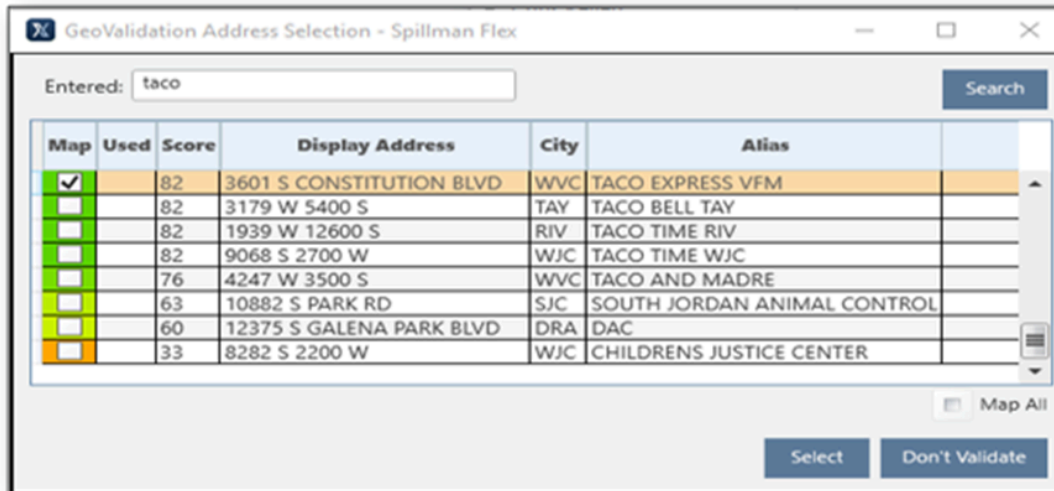 GeoValidation Address Selection - Spillman Flex
Entered: taco
Search
Map Used Score Display Address City Alias
82 3601 S CONSTITUTION BLVD WVC TACO EXPRESS VFM
82 3179 W 5400 S TAY TACO BELL TAY
82 1939 W 12600 S RIV TACO TIME RIV
82 9068 S 2700 W WJC TACO TIME WJC
76 4247 W 3500 S WVC TACO AND MADRE
63 10882 S PARK RD SJC SOUTH JORDAN ANIMAL CONTROL
60 12375 S GALENA PARK BLVD DRA DAC
33 8282 S 2200 W WJC CHILDRENS JUSTICE CENTER
Map All
Select Don't Validate